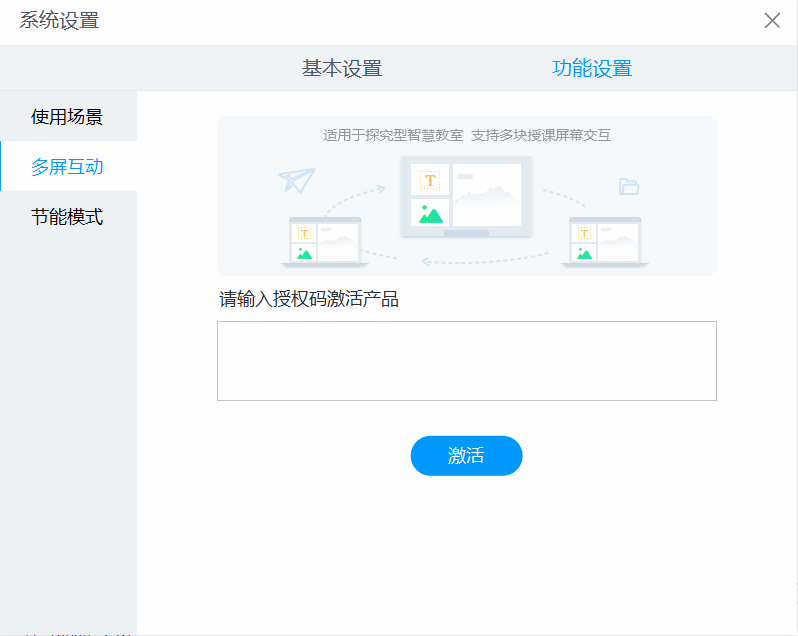 系统设置
基本设置
功能设置
使用场景
多屏互动
节能模式
适用于探究型智慧教室 支持多块授课屏幕交互
T
T
T
请输入授权码激活产品
激活